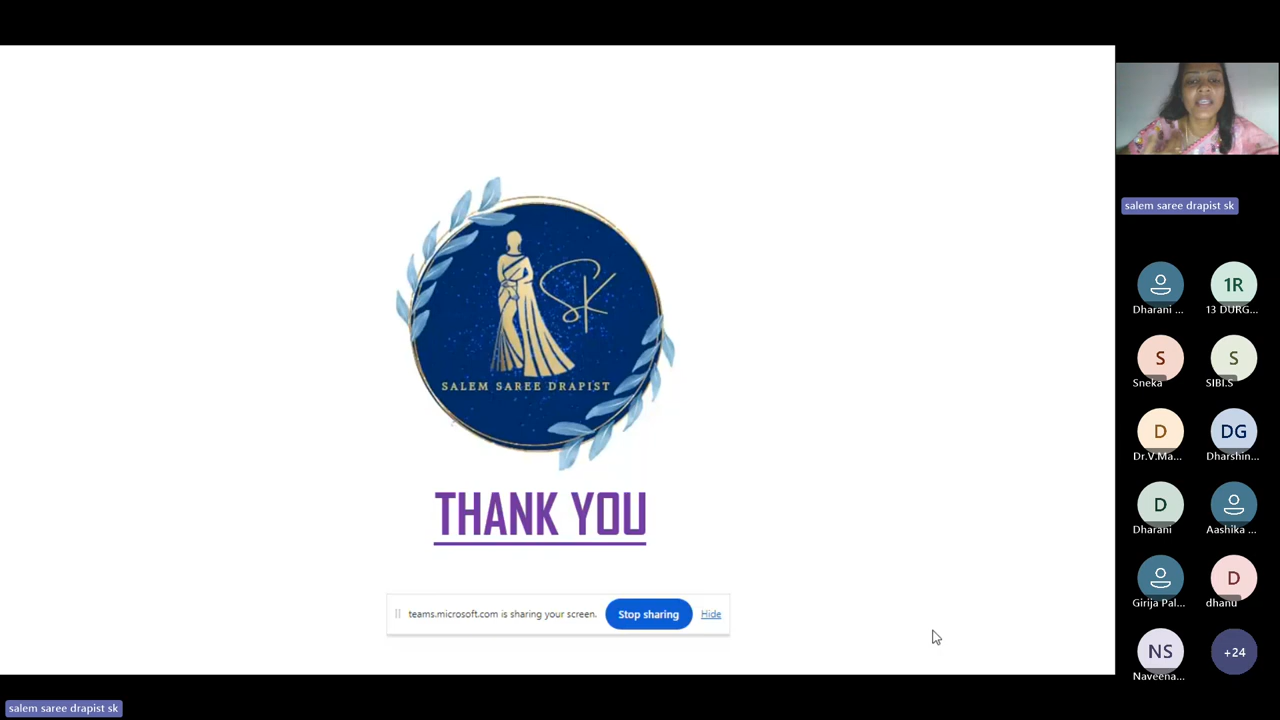 salem saree drapist sk
SK
SALEM SAREE DRAPIST
THANK YOU
teams.microsoft.com is sharing your screen.
Stop sharing
Hide
Dharani ...
1R
13 DURG...
S
Sneka
S
SIBI.S
D
Dr.V.Ma...
DG
Dharshin...
D
Dharani
Aashika ...
Girija Pal...
D
dhanu
NS
Naveena...
+24
salem saree drapist sk